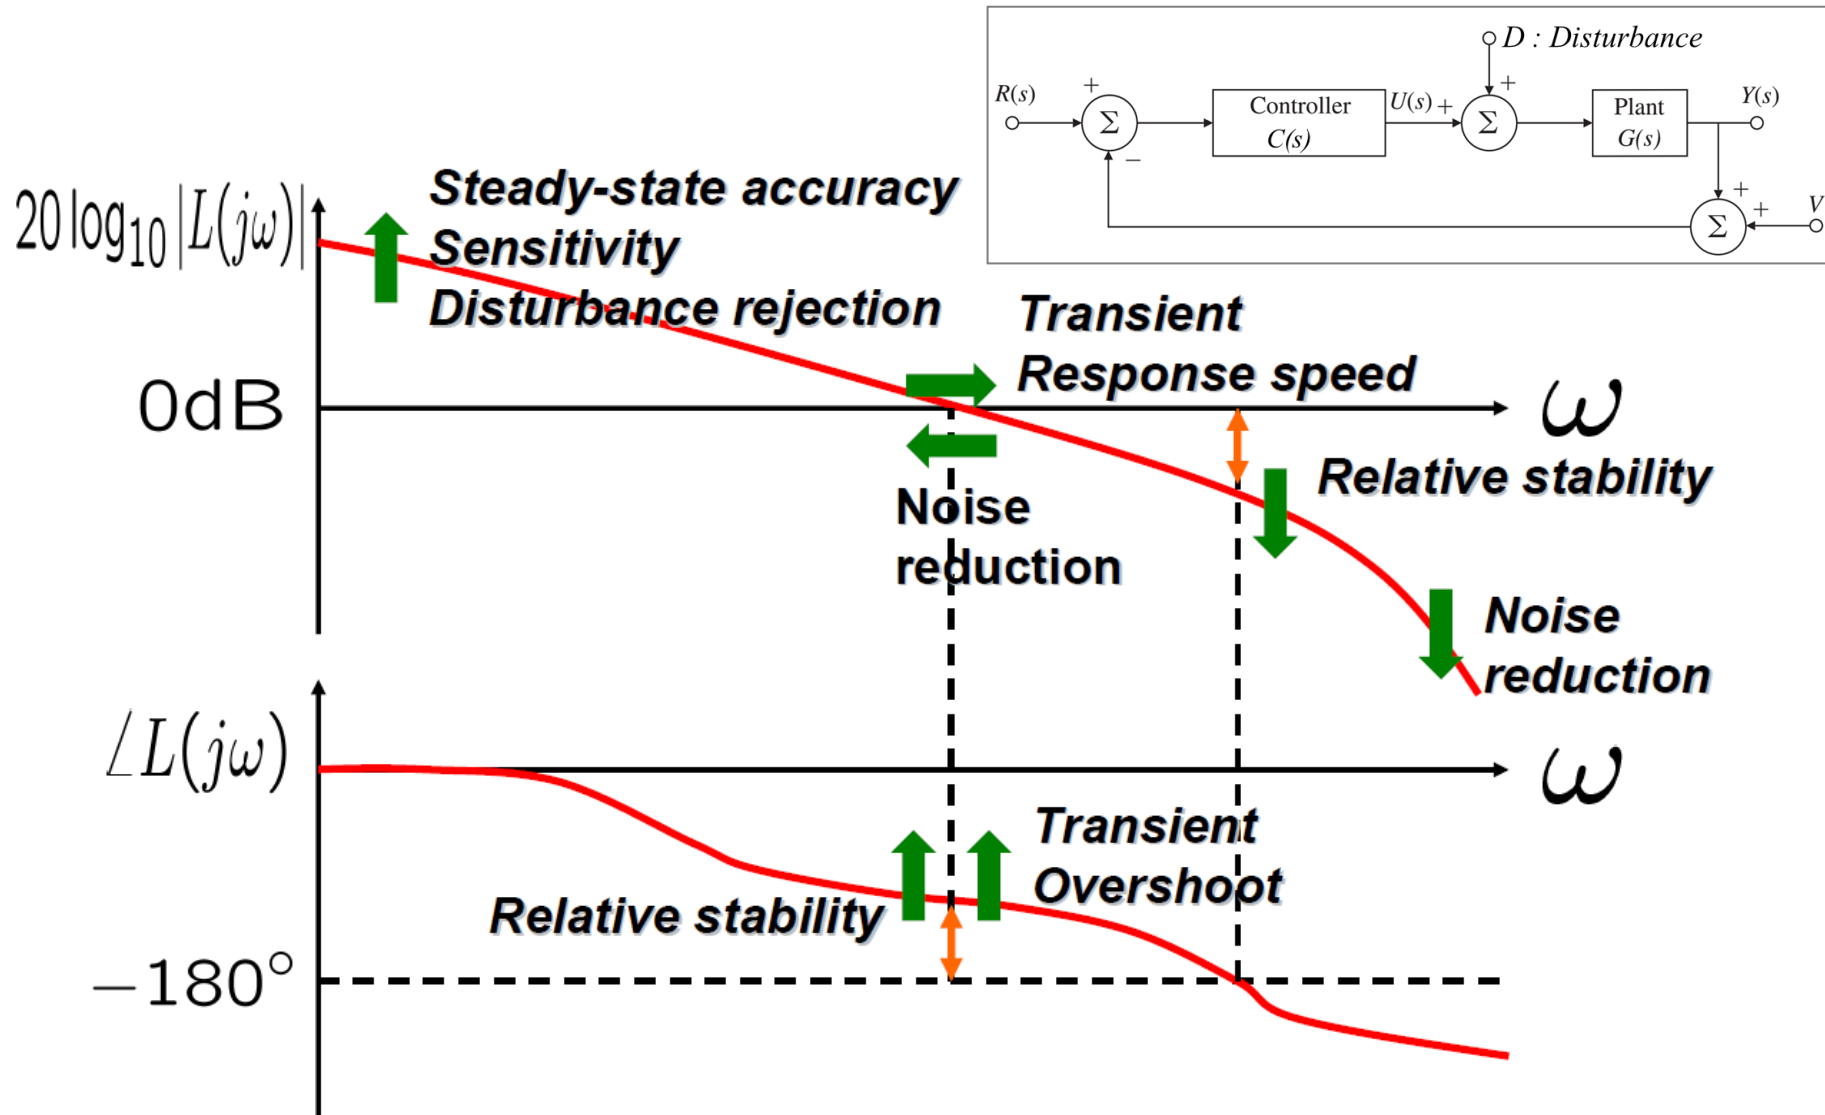 D : Disturbance
R(s)
+
Σ
−
Controller
C(s)
U(s) +
+
Σ
Plant
G(s)
Y(s)
+
+
Σ
V
20 log₁₀ |L(jω)|
Steady-state accuracy
Sensitivity
Disturbance rejection
Transient
Response speed
0dB
ω
Relative stability
Noise
reduction
Noise
reduction
∠L(jω)
ω
Transient
Overshoot
Relative stability
−180°